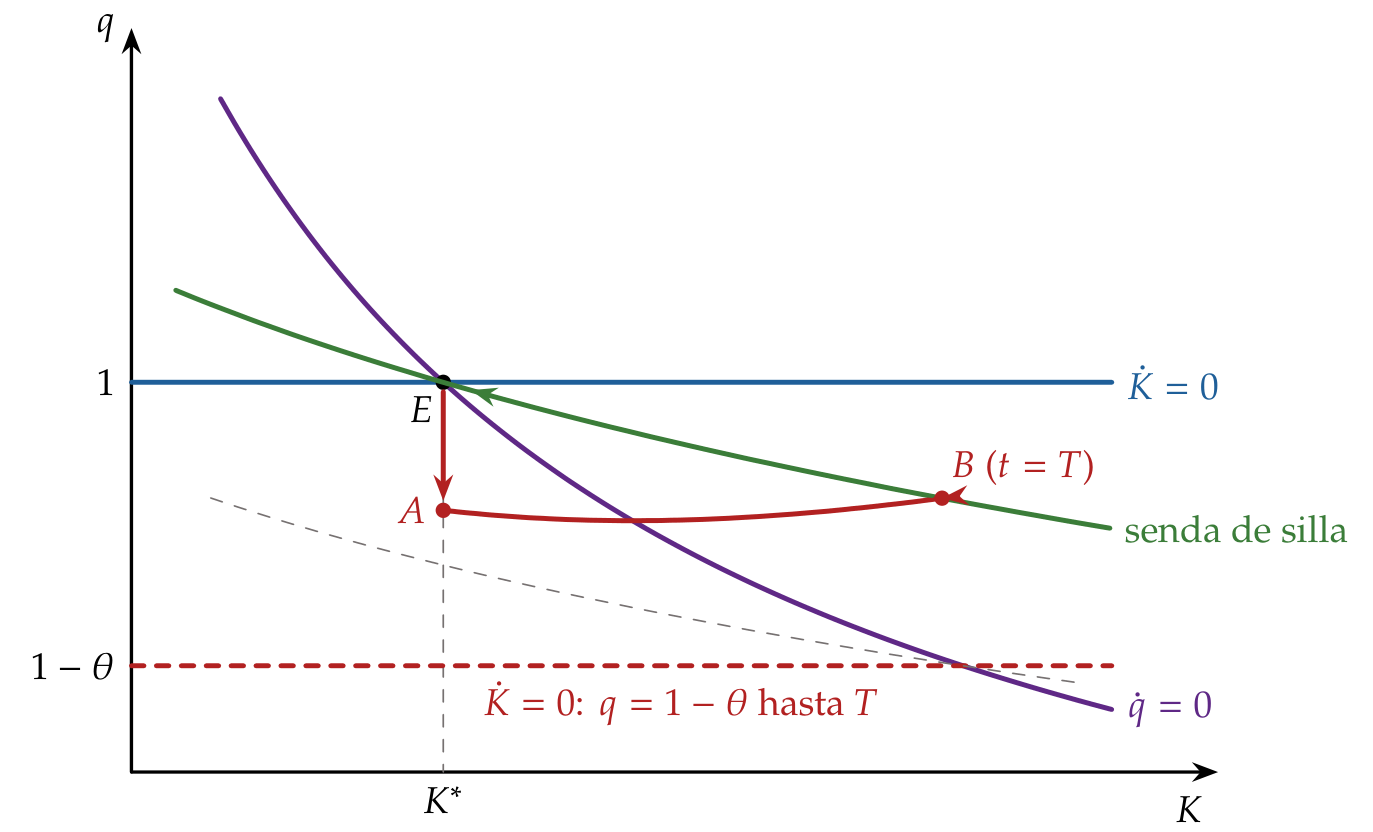 q
1
K̇ = 0
E
B (t = T)
A
senda de silla
1 − θ
K̇ = 0: q = 1 − θ hasta T
q̇ = 0
K*
K